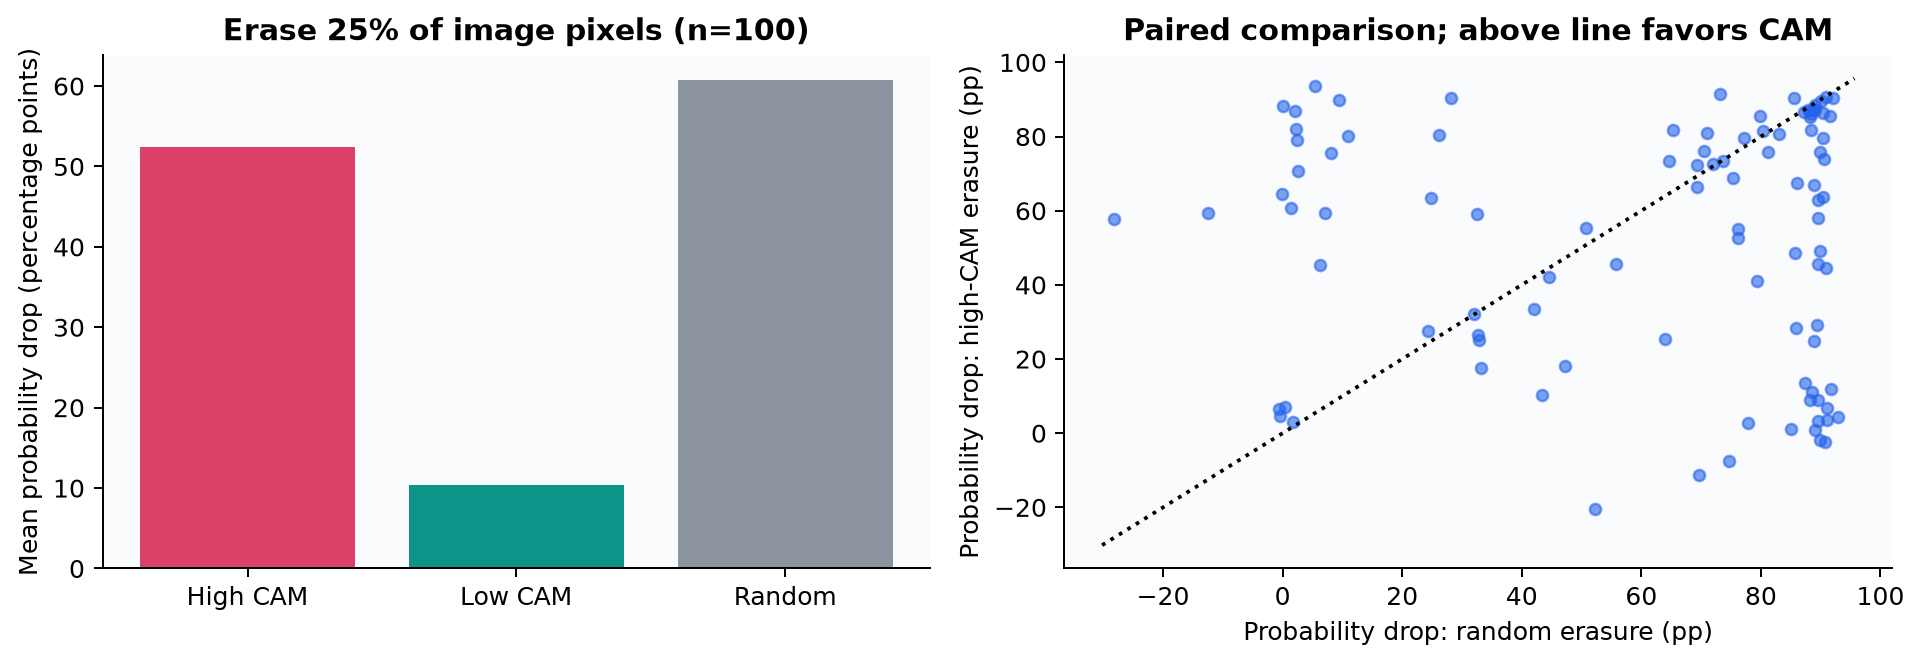 Erase 25% of image pixels (n=100)
Mean probability drop (percentage points)
60
50
40
30
20
10
0
High CAM
Low CAM
Random
Paired comparison; above line favors CAM
Probability drop: high-CAM erasure (pp)
100
80
60
40
20
0
−20
−20
0
20
40
60
80
100
Probability drop: random erasure (pp)